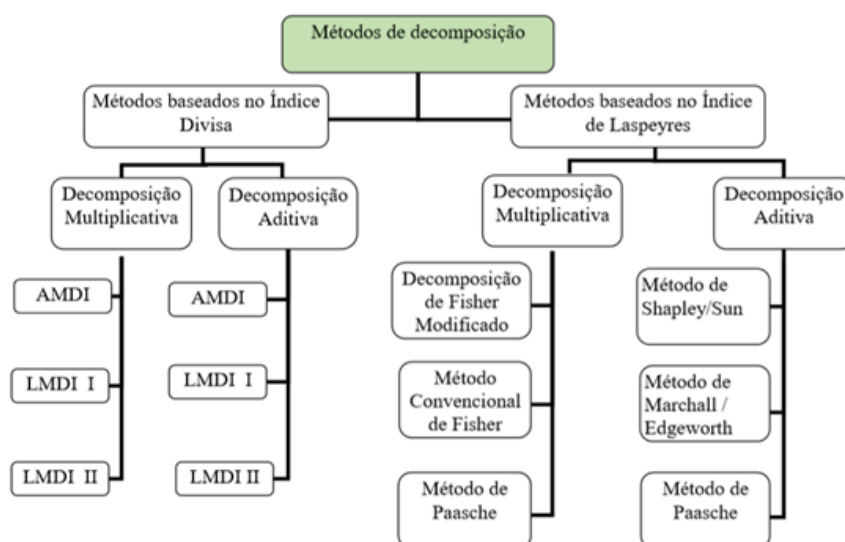 Métodos de decomposição
Métodos baseados no Índice
Divisa
Métodos baseados no Índice
de Laspeyres
Decomposição
Multiplicativa
Decomposição
Aditiva
Decomposição
Multiplicativa
Decomposição
Aditiva
AMDI
LMDI I
LMDI II
AMDI
LMDI I
LMDI II
Decomposição
de Fisher
Modificado
Método
Convencional
de Fisher
Método de
Paasche
Método de
Shapley/Sun
Método de
Marchall /
Edgeworth
Método de
Paasche